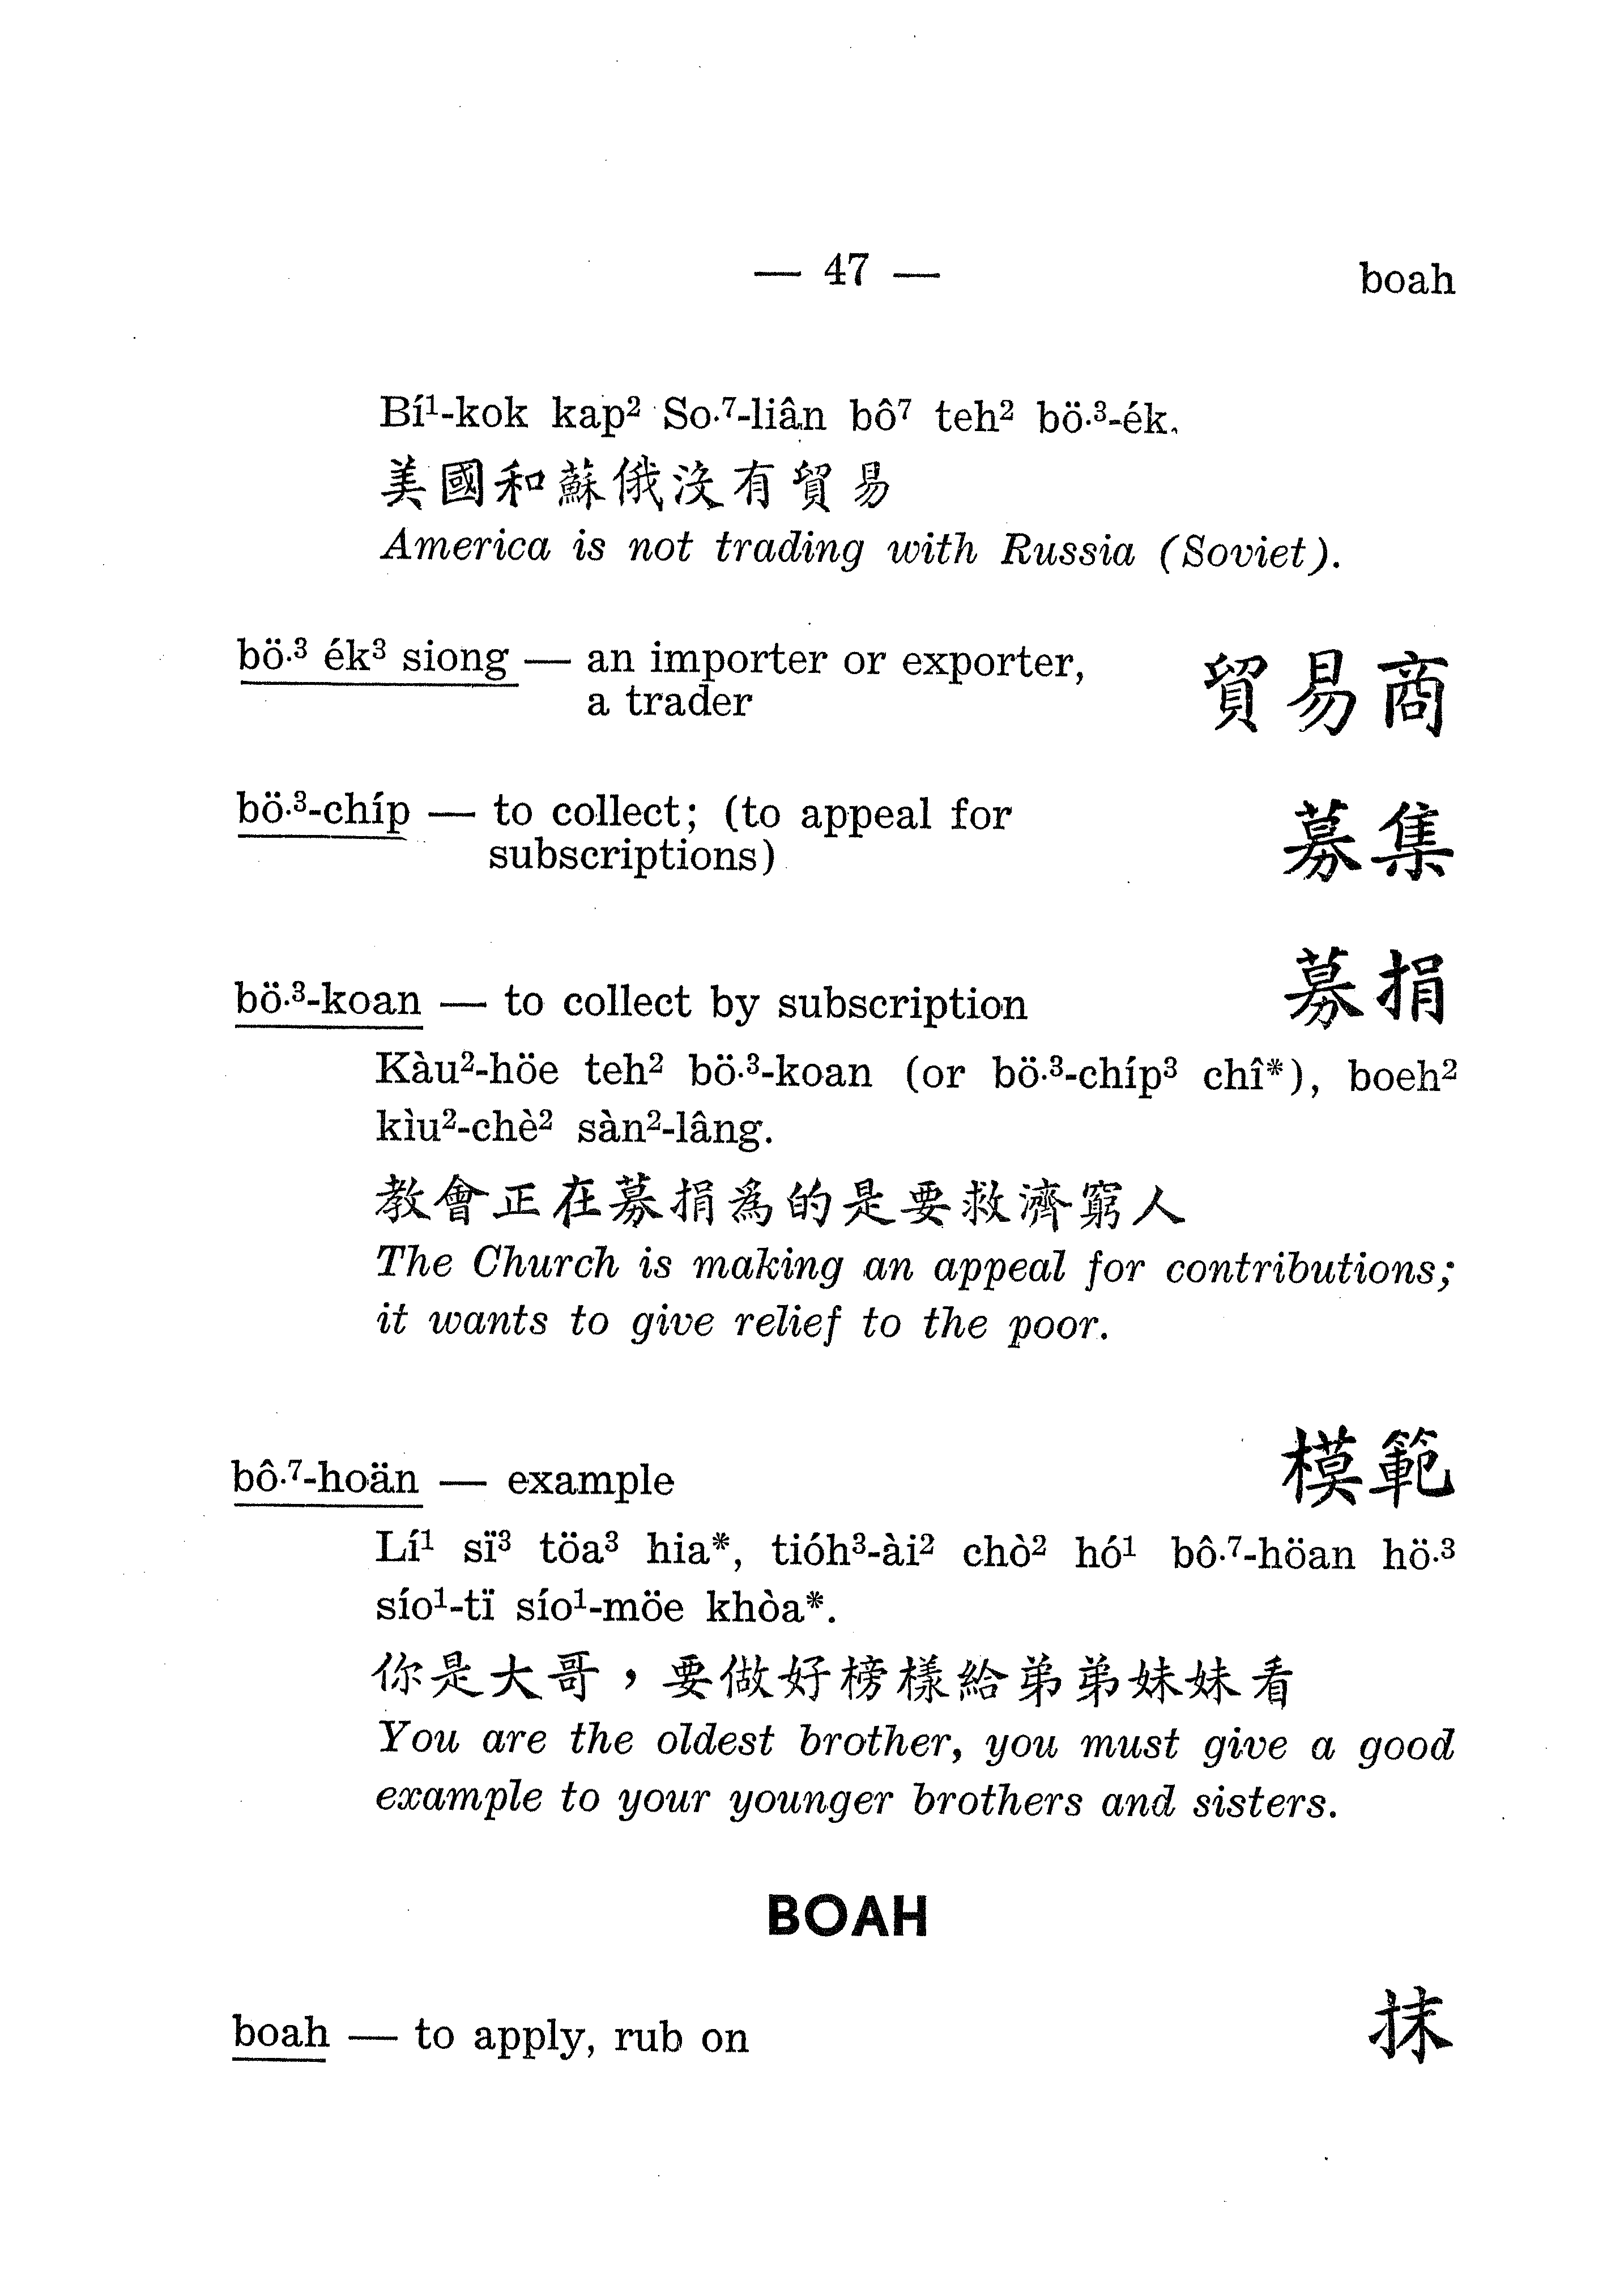 — 47 —
boah
Bí¹-kok kap² So·⁷-liân bô⁷ teh² bö·³-ék.
美國和蘇俄沒有貿易
America is not trading with Russia (Soviet).
bö·³ ék³ siong — an importer or exporter, 貿易商
a trader
bö·³-chíp — to collect; (to appeal for 募集
subscriptions)
bö·³-koan — to collect by subscription 募捐
Kàu²-höe teh² bö·³-koan (or bö·³-chíp³ chî*), boeh²
kìu²-chè² sàn²-lâng.
教會正在募捐為的是要救濟窮人
The Church is making an appeal for contributions;
it wants to give relief to the poor.
bô·⁷-hoän — example 模範
Lí¹ sï³ töa³ hia*, tióh³-ài² chò² hó¹ bô·⁷-höan hö·³
sío¹-tï sío¹-möe khòa*.
你是大哥，要做好榜樣給弟弟妹妹看
You are the oldest brother, you must give a good
example to your younger brothers and sisters.
BOAH
boah — to apply, rub on 抹